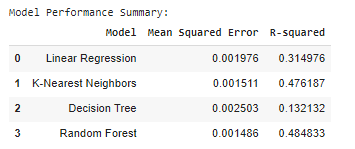 Model Performance Summary:
Model Mean Squared Error R-squared
0 Linear Regression 0.001976 0.314976
1 K-Nearest Neighbors 0.001511 0.476187
2 Decision Tree 0.002503 0.132132
3 Random Forest 0.001486 0.484833